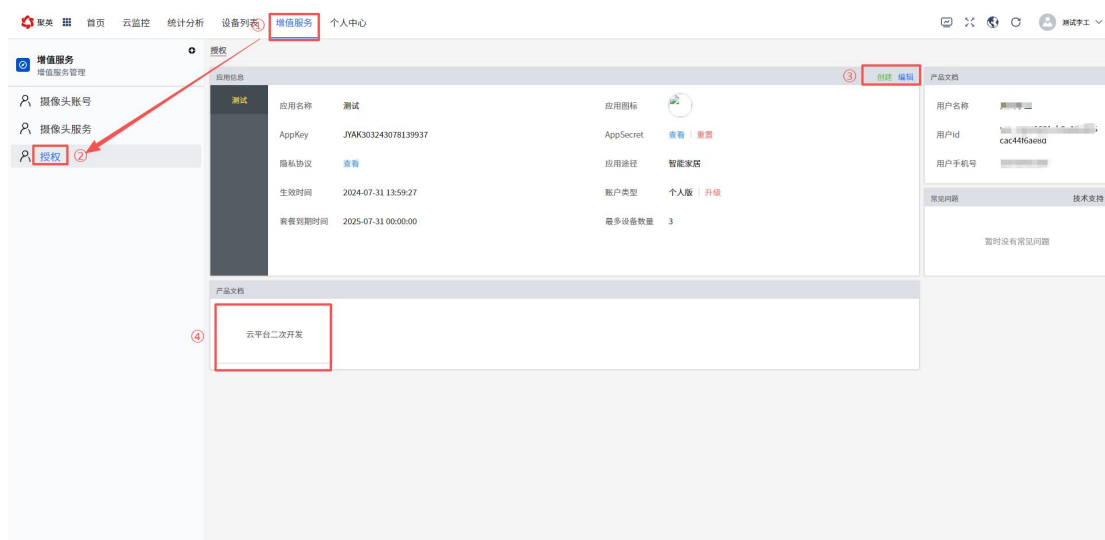 聚英 首页 云监控 统计分析 设备列表 ① 增值服务 个人中心 测试李工
增值服务
增值服务管理
摄像头账号
摄像头服务
授权 ②
授权
应用信息 ③ 创建 编辑
测试
应用名称 测试 应用图标
AppKey JYAK303243078139937 AppSecret 查看 重置
隐私协议 查看 应用途径 智能家居
生效时间 2024-07-31 13:59:27 账户类型 个人版 升级
套餐到期时间 2025-07-31 00:00:00 最多设备数量 3
产品文档
④ 云平台二次开发
产品文档
用户名称
用户id
cac44f6ae8d
用户手机号
常见问题 技术支持
暂时没有常见问题